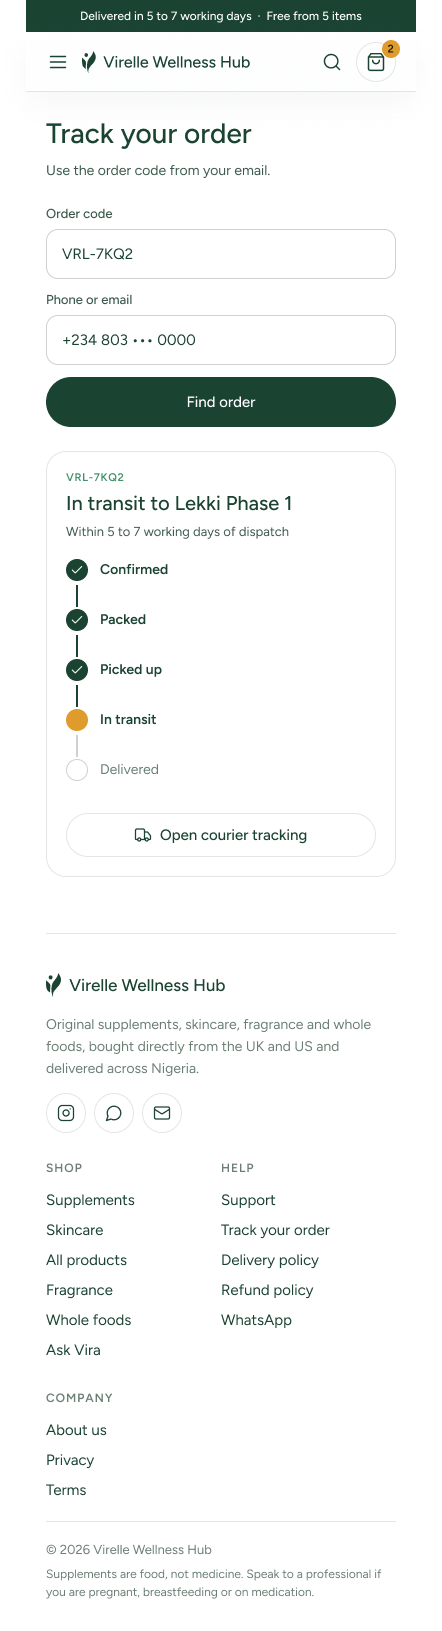 Delivered in 5 to 7 working days · Free from 5 items
Virelle Wellness Hub
2
Track your order
Use the order code from your email.
Order code
VRL-7KQ2
Phone or email
+234 803 ••• 0000
Find order
VRL-7KQ2
In transit to Lekki Phase 1
Within 5 to 7 working days of dispatch
Confirmed
Packed
Picked up
In transit
Delivered
Open courier tracking
Virelle Wellness Hub
Original supplements, skincare, fragrance and whole
foods, bought directly from the UK and US and
delivered across Nigeria.
SHOP
Supplements
Skincare
All products
Fragrance
Whole foods
Ask Vira
HELP
Support
Track your order
Delivery policy
Refund policy
WhatsApp
COMPANY
About us
Privacy
Terms
© 2026 Virelle Wellness Hub
Supplements are food, not medicine. Speak to a professional if
you are pregnant, breastfeeding or on medication.